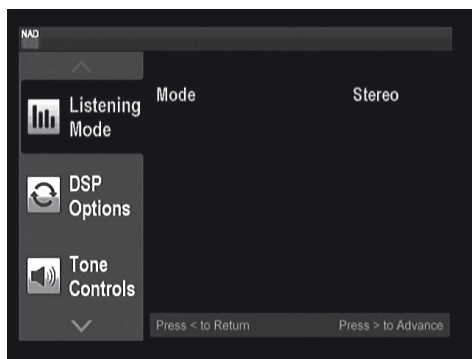 NAD
Listening
Mode
Mode Stereo
DSP
Options
Tone
Controls
Press < to Return Press > to Advance